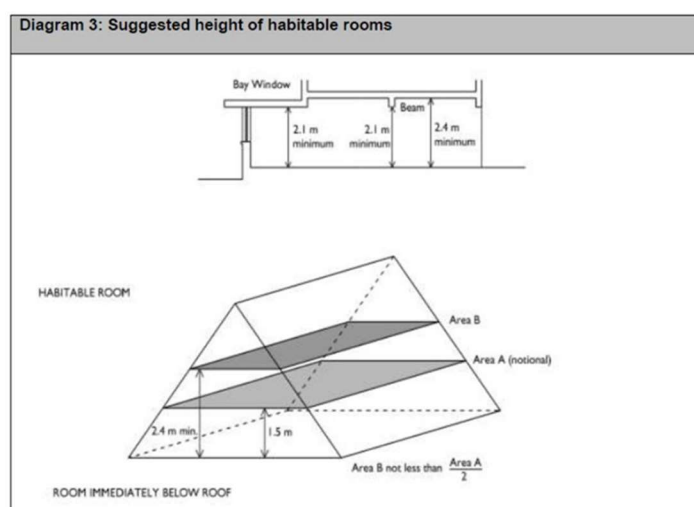 Diagram 3: Suggested height of habitable rooms
Bay Window
Beam
2.1 m
minimum
2.1 m
minimum
2.4 m
minimum
HABITABLE ROOM
Area B
Area A (notional)
2.4 m min.
1.5 m
Area B not less than Area A
2
ROOM IMMEDIATELY BELOW ROOF